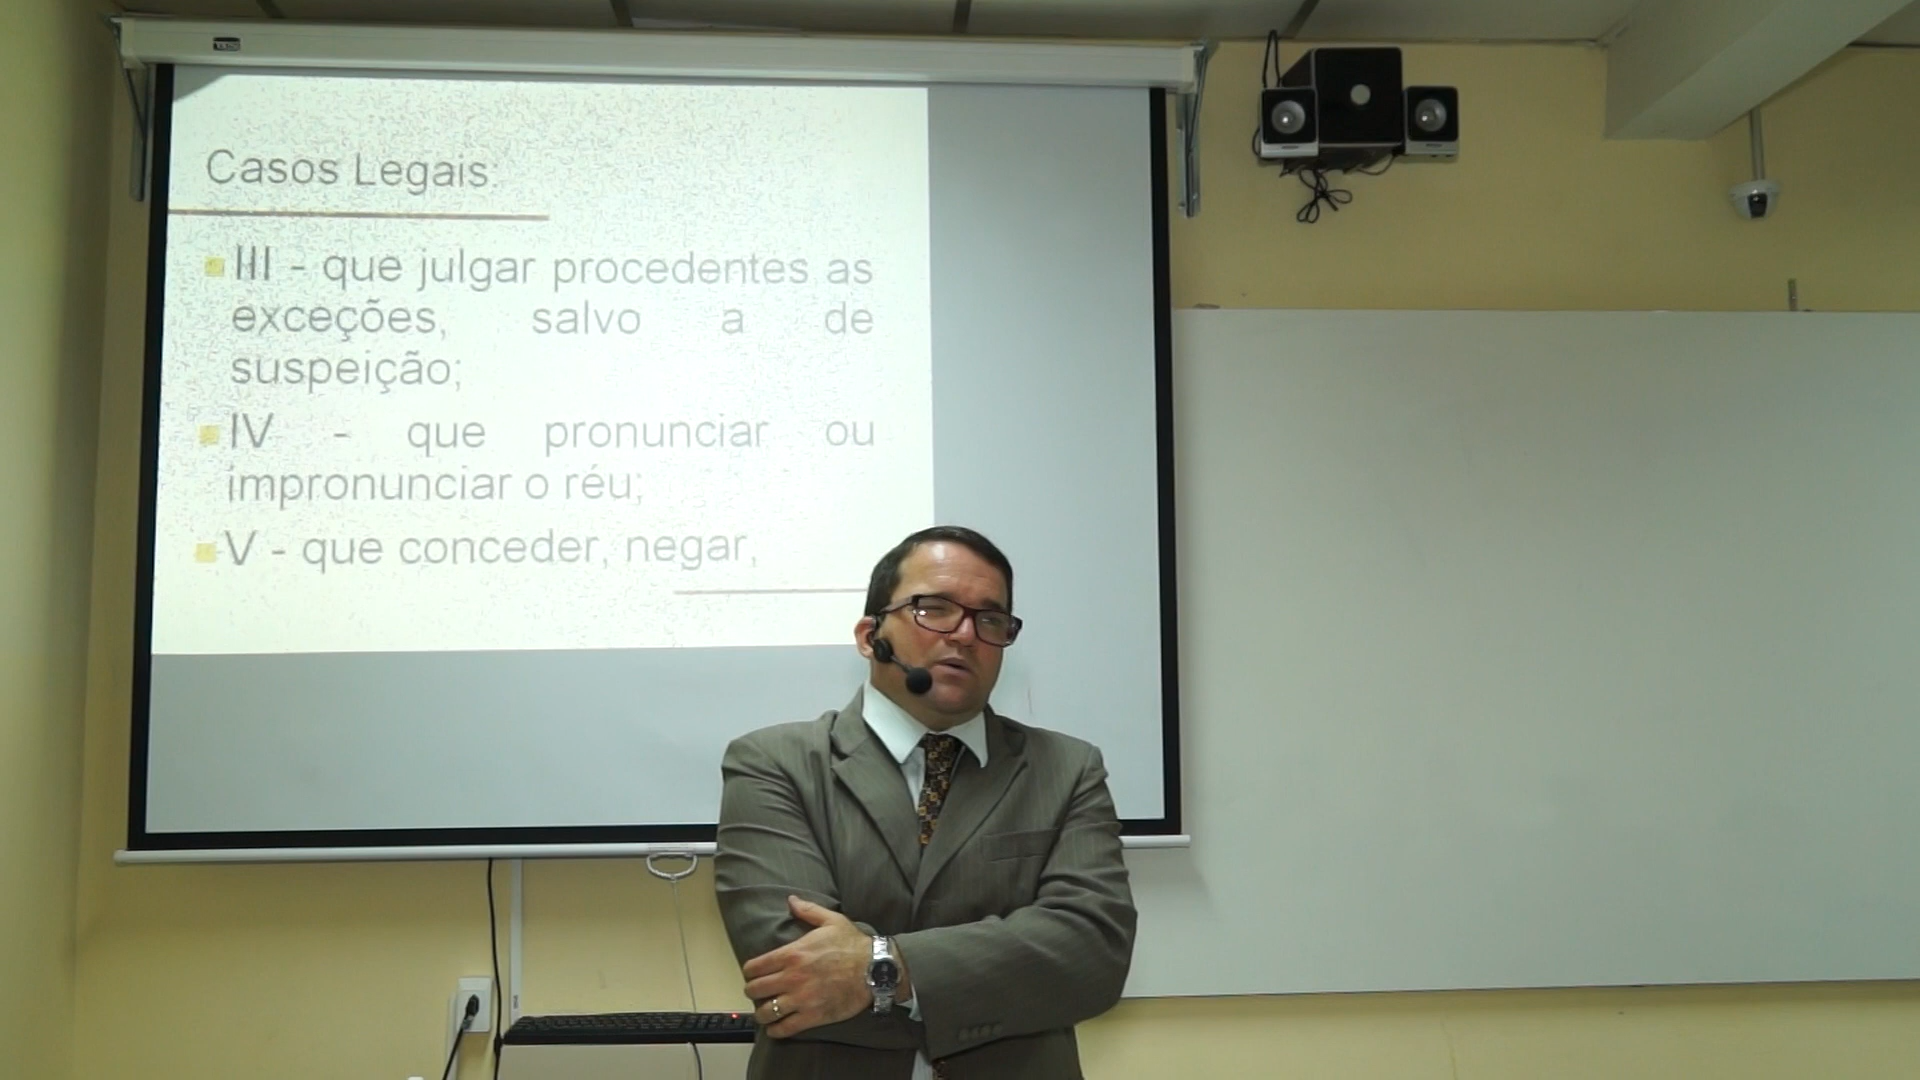 Casos Legais:
III - que julgar procedentes as
exceções, salvo a de
suspeição;
IV - que pronunciar ou
impronunciar o réu;
V - que conceder, negar,